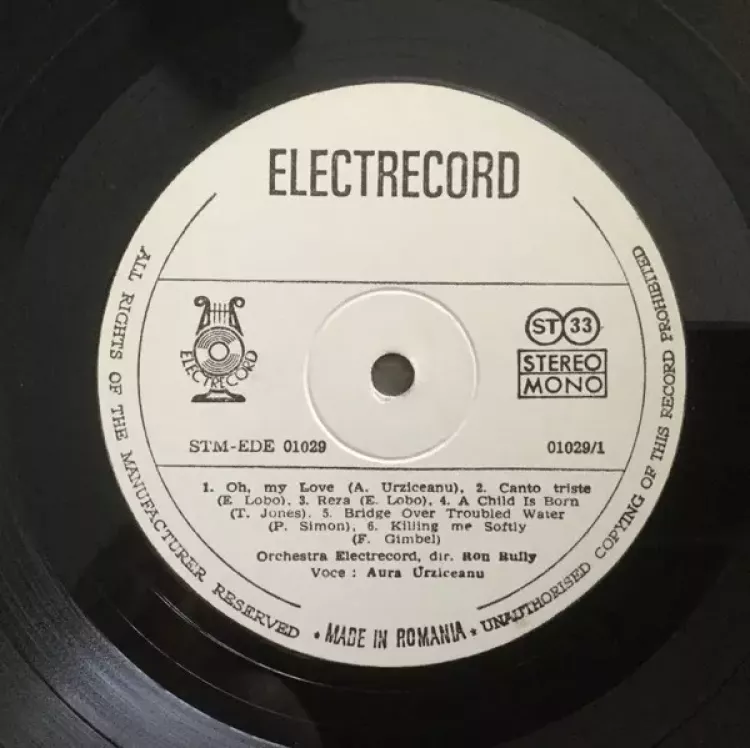 ELECTRECORD
ELECTRECORD
ST 33
STEREO
MONO
STM-EDE 01029
01029/1
1. Oh, my Love (A. Urziceanu), 2. Canto triste
(E. Lobo), 3. Reza (E. Lobo), 4. A Child Is Born
(T. Jones). 5. Bridge Over Troubled Water
(P. Simon), 6. Killing me Softly
(F. Gimbel)
Orchestra Electrecord, dir. Ron Rully
Voce : Aura Urziceanu
ALL RIGHTS OF THE MANUFACTURER RESERVED • MADE IN ROMANIA * UNAUTHORISED COPYING OF THIS RECORD PROHIBITED